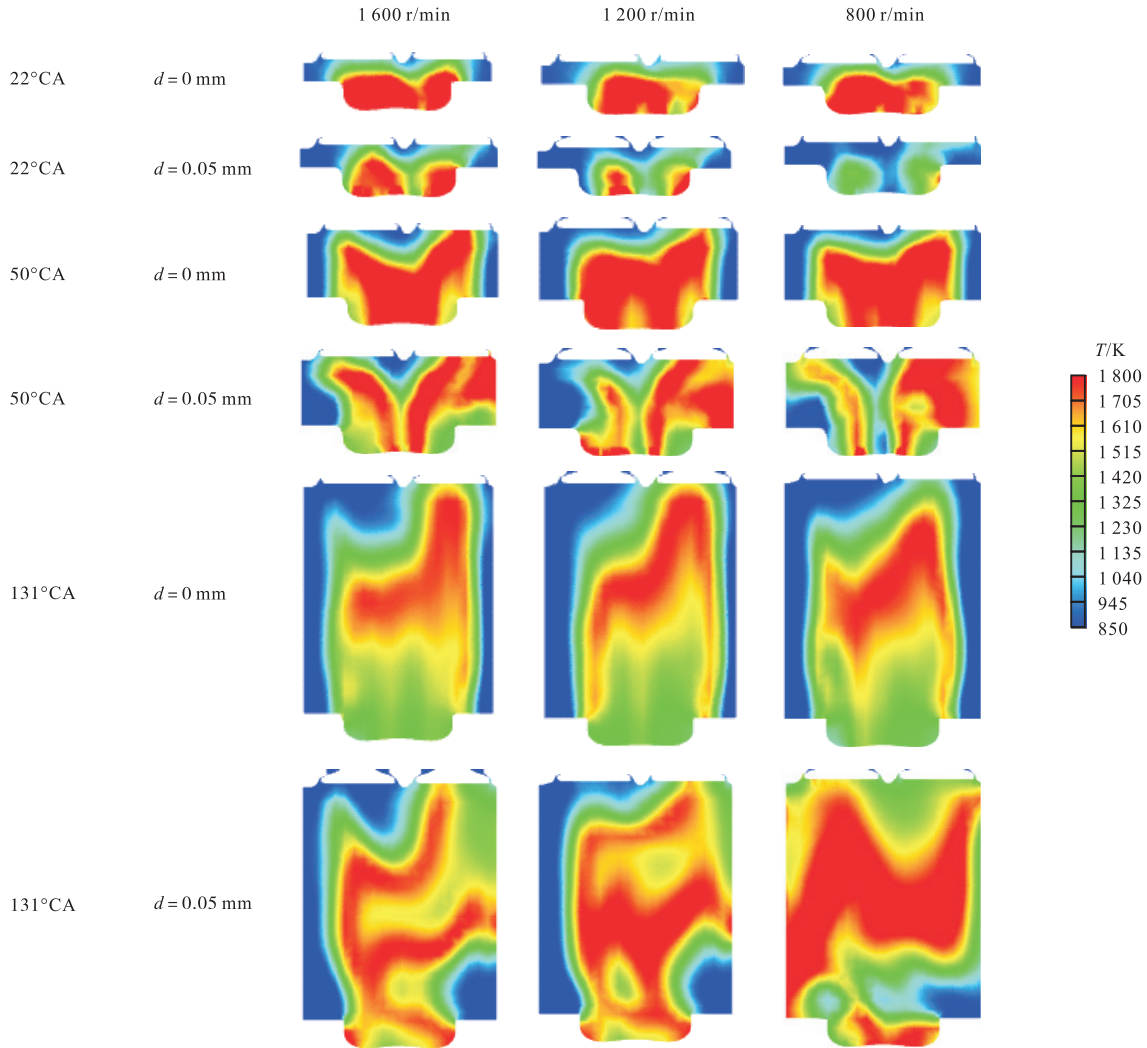 1 600 r/min 1 200 r/min 800 r/min
22°CA d = 0 mm
22°CA d = 0.05 mm
50°CA d = 0 mm
50°CA d = 0.05 mm
T/K
1 800
1 705
1 610
1 515
1 420
1 325
1 230
1 135
1 040
945
850
131°CA d = 0 mm
131°CA d = 0.05 mm